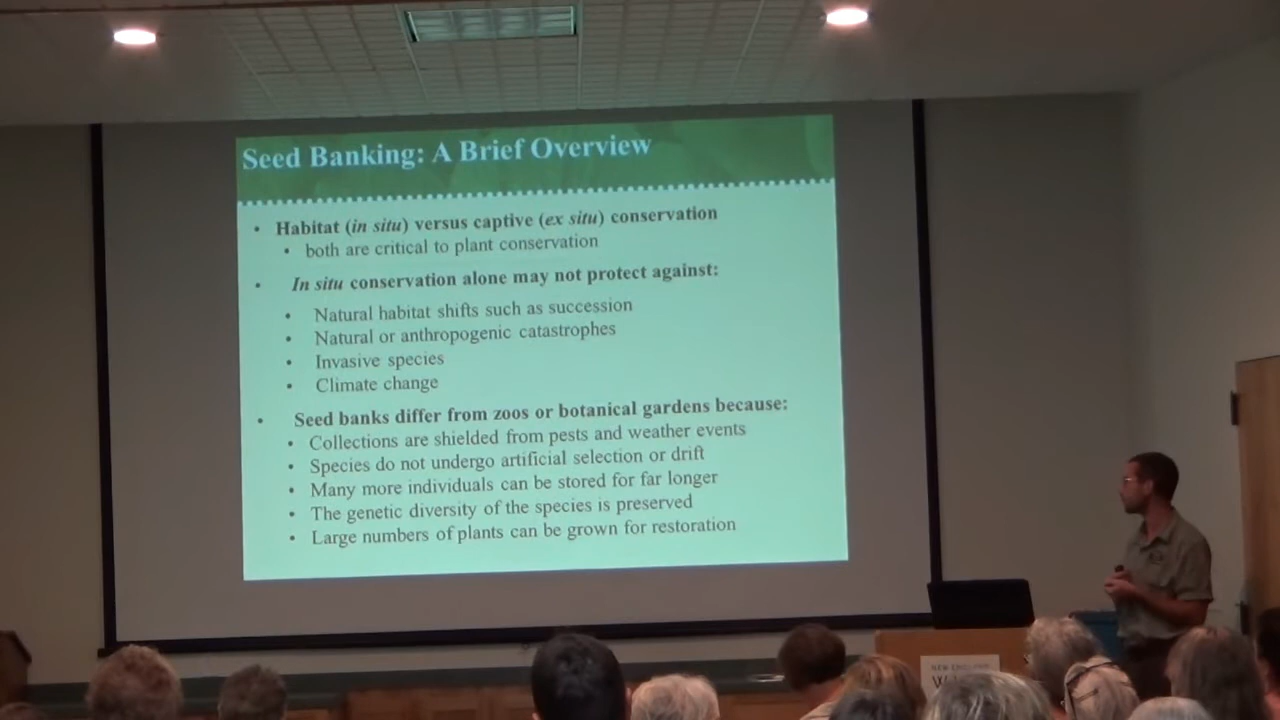 Seed Banking: A Brief Overview
• Habitat (in situ) versus captive (ex situ) conservation
• both are critical to plant conservation
• In situ conservation alone may not protect against:
• Natural habitat shifts such as succession
• Natural or anthropogenic catastrophes
• Invasive species
• Climate change
• Seed banks differ from zoos or botanical gardens because:
• Collections are shielded from pests and weather events
• Species do not undergo artificial selection or drift
• Many more individuals can be stored for far longer
• The genetic diversity of the species is preserved
• Large numbers of plants can be grown for restoration
NEW ENGLAND